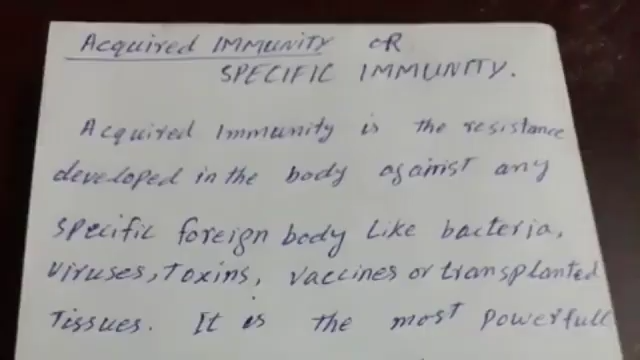 Acquired IMMUNITY OR
SPECIFIC IMMUNITY.
Acquired Immunity is the resistance
developed in the body against any
specific foreign body like bacteria,
viruses, Toxins, vaccines or transplanted
Tissues. It is the most powerfull